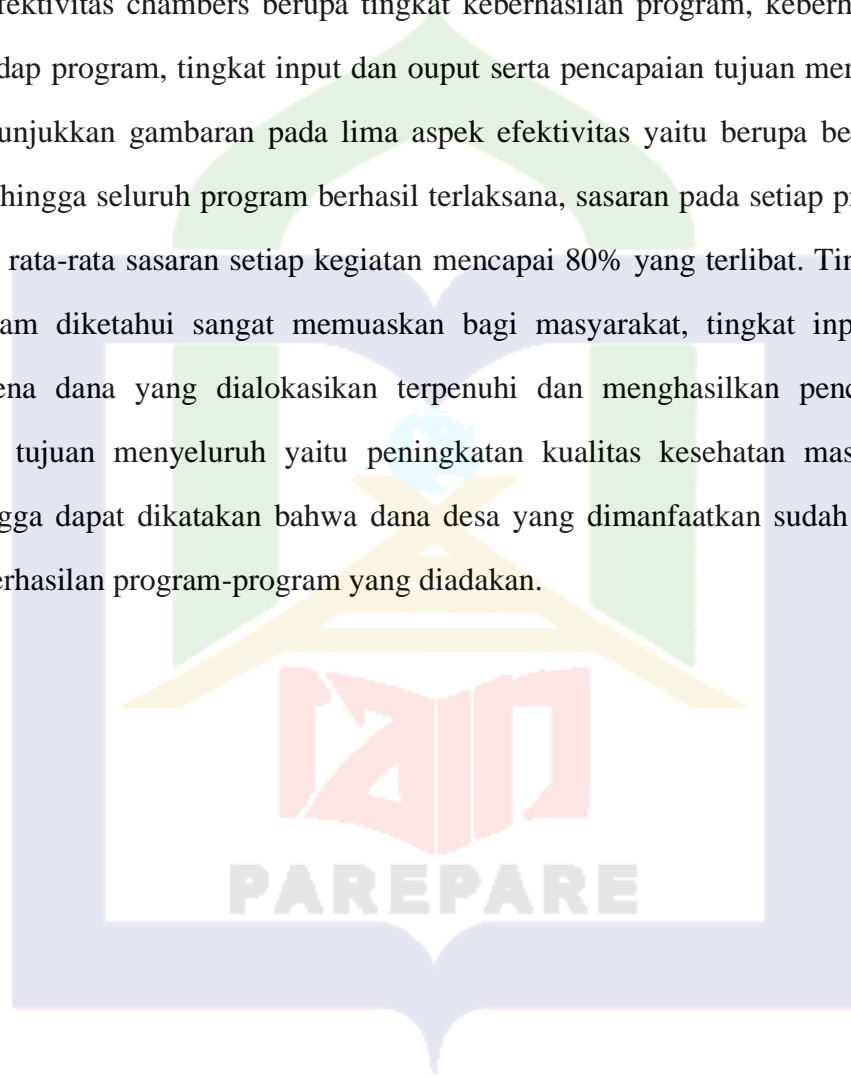 fektivitas chambers berupa tingkat keberhasilan program, keberh
dap program, tingkat input dan ouput serta pencapaian tujuan men
unjukkan gambaran pada lima aspek efektivitas yaitu berupa be
hingga seluruh program berhasil terlaksana, sasaran pada setiap p
rata-rata sasaran setiap kegiatan mencapai 80% yang terlibat. Tin
am diketahui sangat memuaskan bagi masyarakat, tingkat inp
ena dana yang dialokasikan terpenuhi dan menghasilkan penc
tujuan menyeluruh yaitu peningkatan kualitas kesehatan mas
gga dapat dikatakan bahwa dana desa yang dimanfaatkan sudah
erhasilan program-program yang diadakan.
PAREPARE